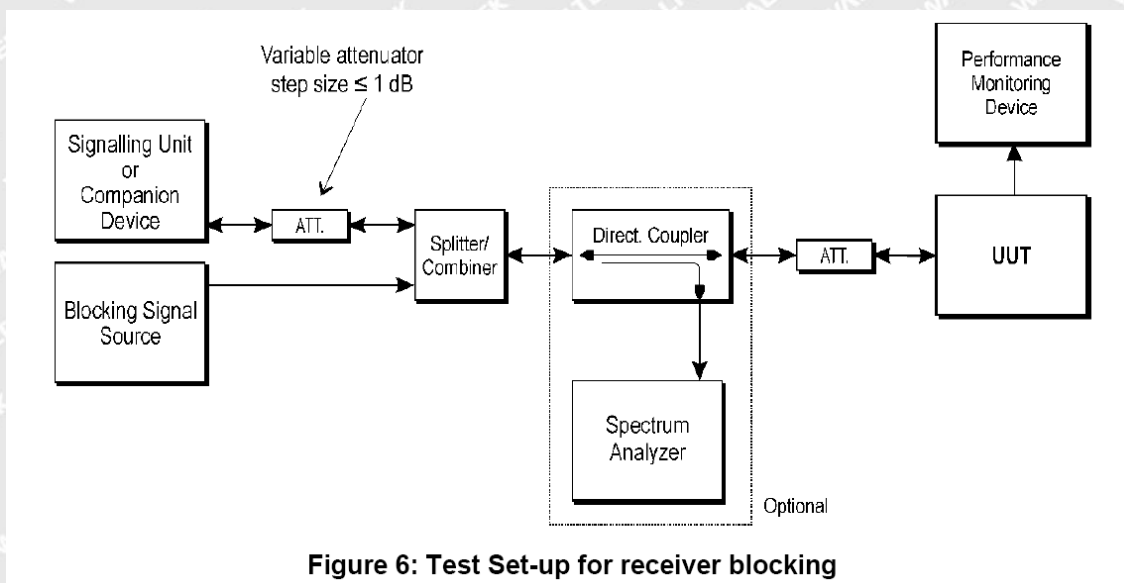 Variable attenuator
step size ≤ 1 dB
Performance
Monitoring
Device
Signalling Unit
or
Companion
Device
ATT.
Splitter/
Combiner
Direct. Coupler
ATT.
UUT
Blocking Signal
Source
Spectrum
Analyzer
Optional
Figure 6: Test Set-up for receiver blocking